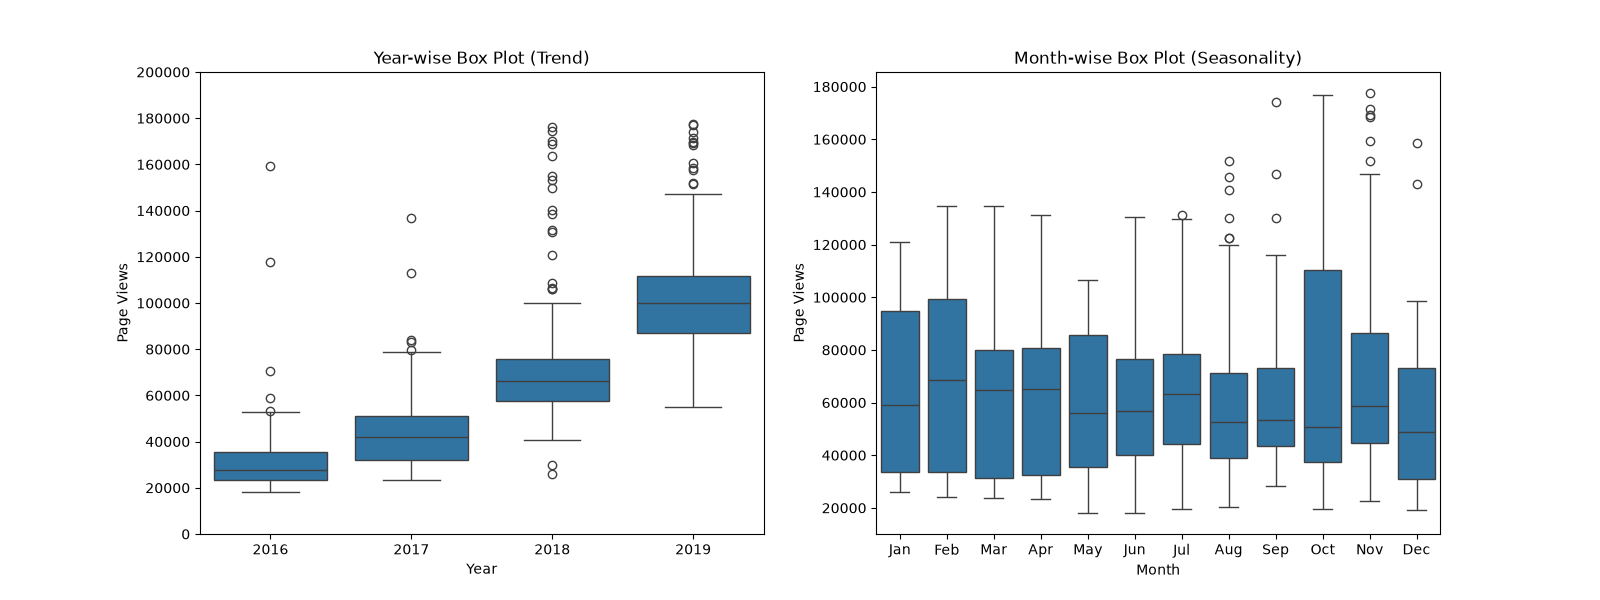 Year-wise Box Plot (Trend)
200000
180000
160000
140000
120000
100000
80000
60000
40000
20000
0
Page Views
2016 2017 2018 2019
Year
Month-wise Box Plot (Seasonality)
180000
160000
140000
120000
100000
80000
60000
40000
20000
Page Views
Jan Feb Mar Apr May Jun Jul Aug Sep Oct Nov Dec
Month